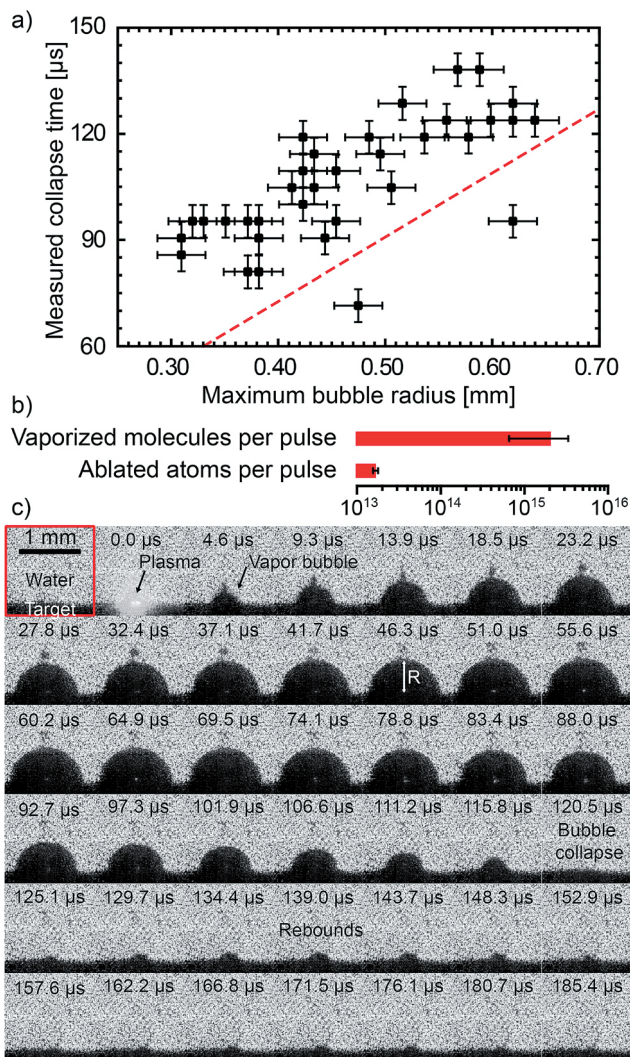 a)
150
120
90
60
Measured collapse time [µs]
0.30 0.40 0.50 0.60 0.70
Maximum bubble radius [mm]
b)
Vaporized molecules per pulse
Ablated atoms per pulse
10^13 10^14 10^15 10^16
c)
1 mm 0.0 µs 4.6 µs 9.3 µs 13.9 µs 18.5 µs 23.2 µs
Plasma Vapor bubble
Water
Target
27.8 µs 32.4 µs 37.1 µs 41.7 µs 46.3 µs 51.0 µs 55.6 µs
R
60.2 µs 64.9 µs 69.5 µs 74.1 µs 78.8 µs 83.4 µs 88.0 µs
92.7 µs 97.3 µs 101.9 µs 106.6 µs 111.2 µs 115.8 µs 120.5 µs
Bubble
collapse
125.1 µs 129.7 µs 134.4 µs 139.0 µs 143.7 µs 148.3 µs 152.9 µs
Rebounds
157.6 µs 162.2 µs 166.8 µs 171.5 µs 176.1 µs 180.7 µs 185.4 µs